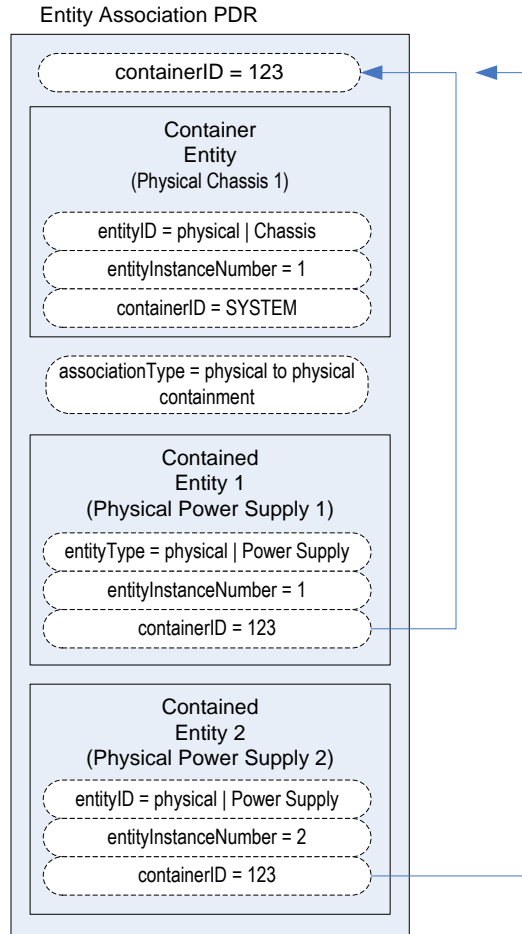 Entity Association PDR
containerID = 123
Container
Entity
(Physical Chassis 1)
entityID = physical | Chassis
entityInstanceNumber = 1
containerID = SYSTEM
associationType = physical to physical
containment
Contained
Entity 1
(Physical Power Supply 1)
entityType = physical | Power Supply
entityInstanceNumber = 1
containerID = 123
Contained
Entity 2
(Physical Power Supply 2)
entityID = physical | Power Supply
entityInstanceNumber = 2
containerID = 123